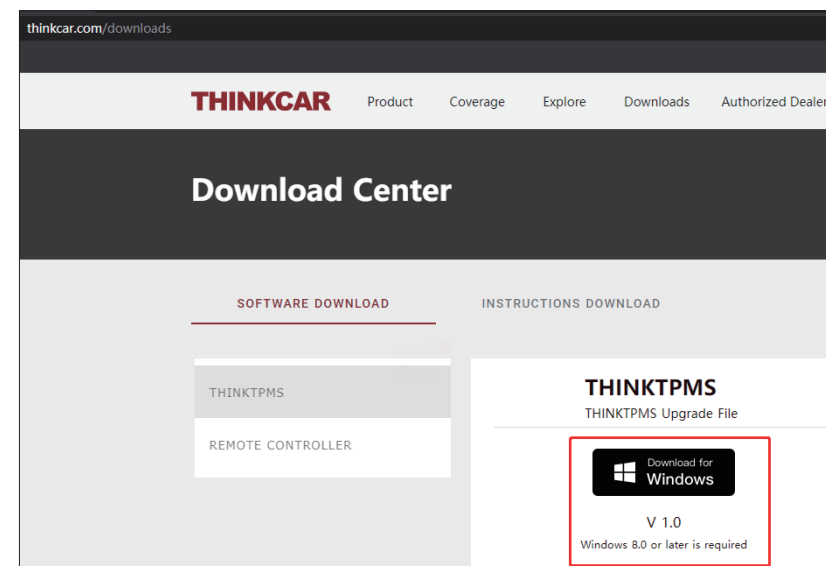 thinkcar.com/downloads
THINKCAR Product Coverage Explore Downloads Authorized Dealer
Download Center
SOFTWARE DOWNLOAD INSTRUCTIONS DOWNLOAD
THINKTPMS
REMOTE CONTROLLER
THINKTPMS
THINKTPMS Upgrade File
Download for
Windows
V 1.0
Windows 8.0 or later is required